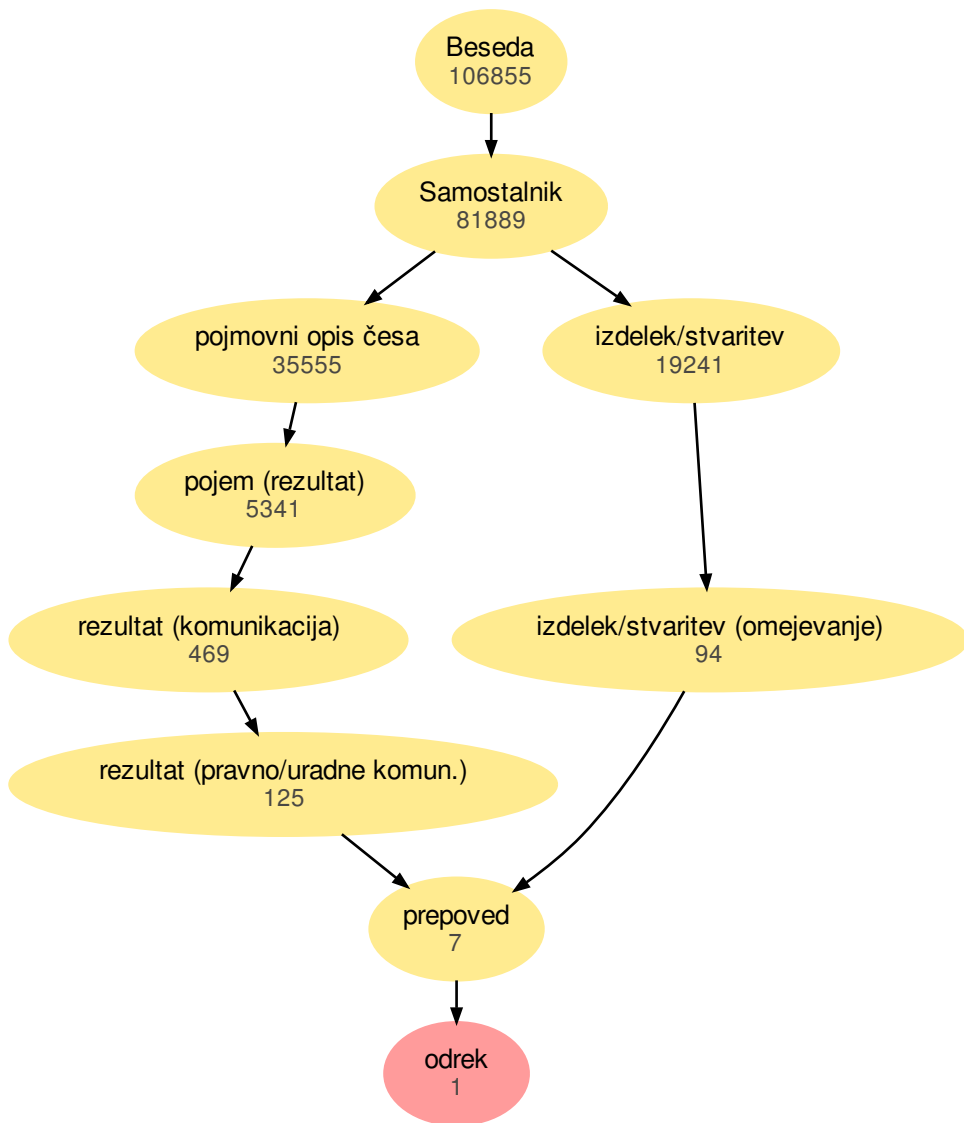 Beseda
106855
Samostalnik
81889
pojmovni opis česa
35555
izdelek/stvaritev
19241
pojem (rezultat)
5341
rezultat (komunikacija)
469
izdelek/stvaritev (omejevanje)
94
rezultat (pravno/uradne komun.)
125
prepoved
7
odrek
1